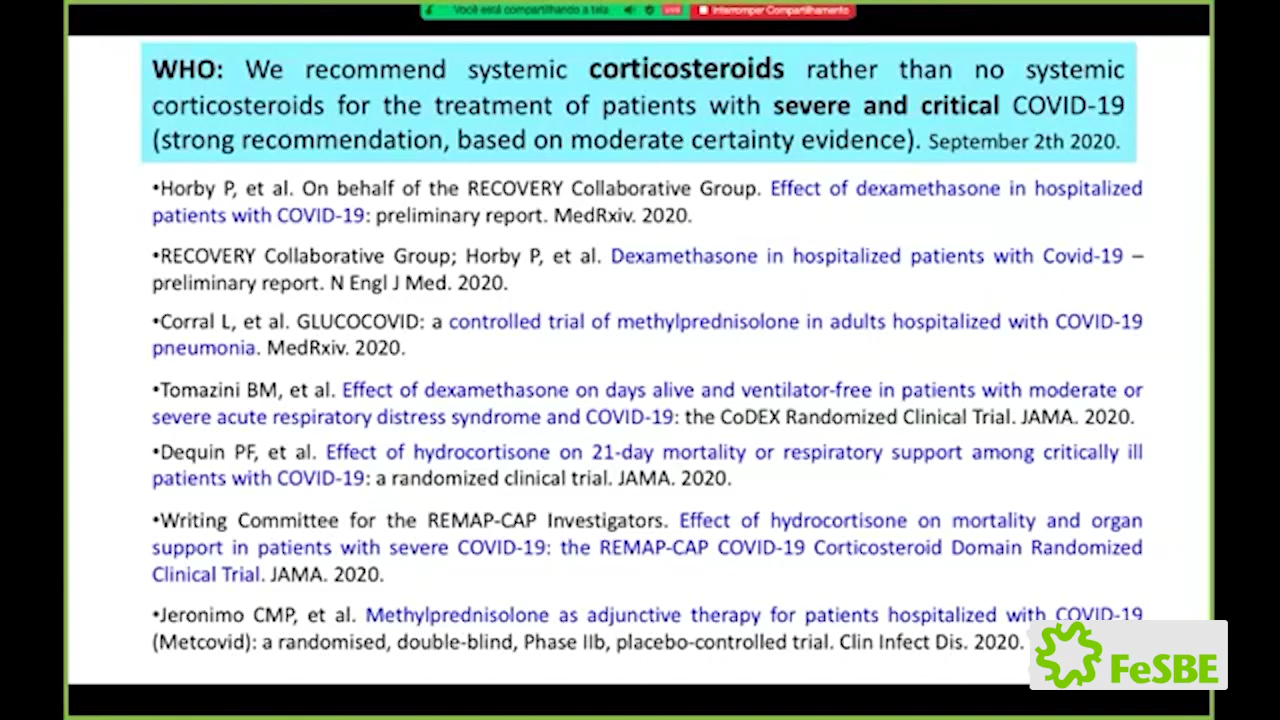 Você está compartilhando a tela
Interromper Compartilhamento
WHO: We recommend systemic corticosteroids rather than no systemic
corticosteroids for the treatment of patients with severe and critical COVID-19
(strong recommendation, based on moderate certainty evidence). September 2th 2020.
•Horby P, et al. On behalf of the RECOVERY Collaborative Group. Effect of dexamethasone in hospitalized
patients with COVID-19: preliminary report. MedRxiv. 2020.
•RECOVERY Collaborative Group; Horby P, et al. Dexamethasone in hospitalized patients with Covid-19 –
preliminary report. N Engl J Med. 2020.
•Corral L, et al. GLUCOCOVID: a controlled trial of methylprednisolone in adults hospitalized with COVID-19
pneumonia. MedRxiv. 2020.
•Tomazini BM, et al. Effect of dexamethasone on days alive and ventilator-free in patients with moderate or
severe acute respiratory distress syndrome and COVID-19: the CoDEX Randomized Clinical Trial. JAMA. 2020.
•Dequin PF, et al. Effect of hydrocortisone on 21-day mortality or respiratory support among critically ill
patients with COVID-19: a randomized clinical trial. JAMA. 2020.
•Writing Committee for the REMAP-CAP Investigators. Effect of hydrocortisone on mortality and organ
support in patients with severe COVID-19: the REMAP-CAP COVID-19 Corticosteroid Domain Randomized
Clinical Trial. JAMA. 2020.
•Jeronimo CMP, et al. Methylprednisolone as adjunctive therapy for patients hospitalized with COVID-19
(Metcovid): a randomised, double-blind, Phase IIb, placebo-controlled trial. Clin Infect Dis. 2020.
FeSBE